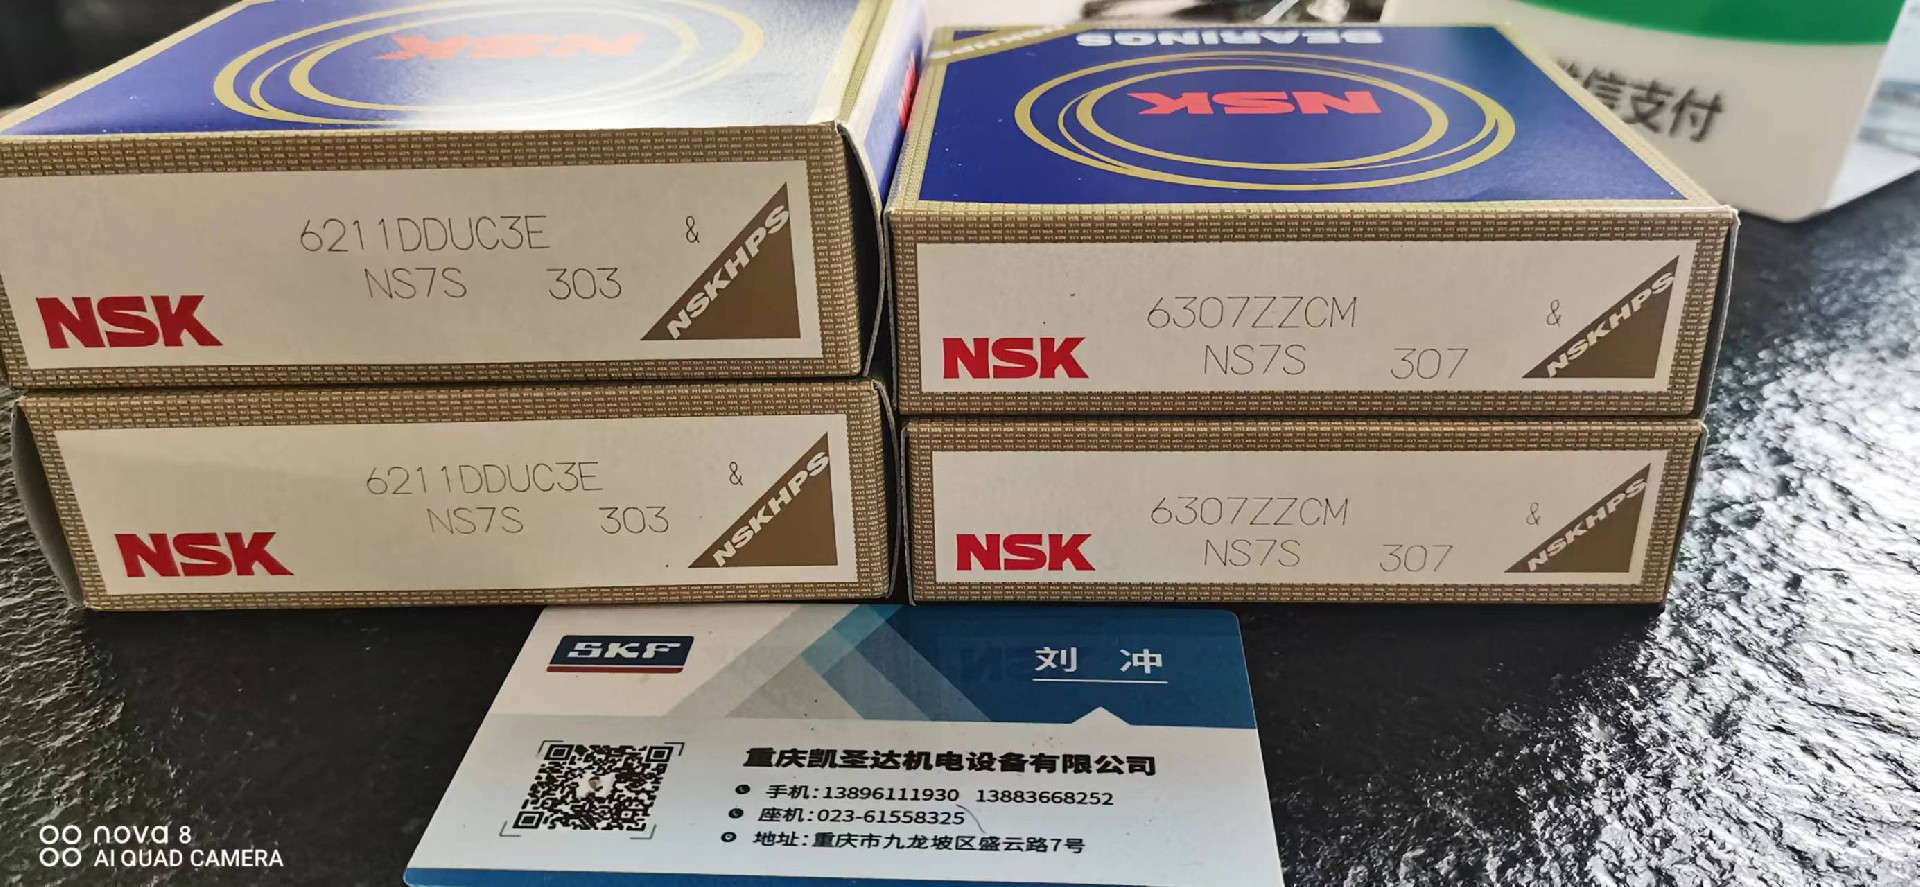 NSK
BEARINGS
NSK
信支付
6211DDUC3E &
NS7S 303
NSK
NSKHPS
6307ZZCM &
NS7S 307
NSK
NSKHPS
6211DDUC3E &
NS7S 303
NSK
NSKHPS
6307ZZCM &
NS7S 307
NSK
NSKHPS
SKF
刘 冲
重庆凯圣达机电设备有限公司
手机:13896111930 13883668252
座机:023-61558325
地址:重庆市九龙坡区盛云路7号
nova 8
AI QUAD CAMERA